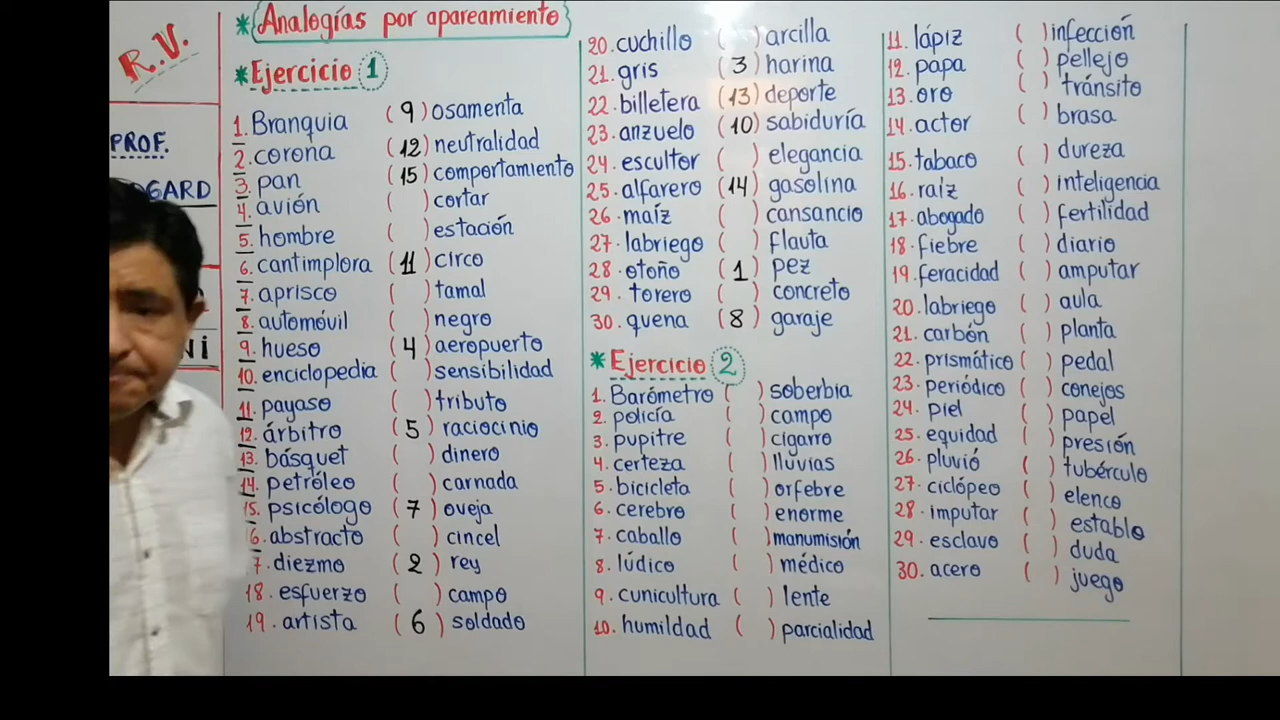 R.V.
PROF.
OGARD
Ni
* Analogías por apareamiento
* Ejercicio 1
1. Branquia (9) osamenta
2. corona (12) neutralidad
3. pan (15) comportamiento
4. avión ( ) cortar
5. hombre ( ) estación
6. cantimplora (11) circo
7. aprisco ( ) tamal
8. automóvil ( ) negro
9. hueso (4) aeropuerto
10. enciclopedia ( ) sensibilidad
11. payaso ( ) tributo
12. árbitro (5) raciocinio
13. básquet ( ) dinero
14. petróleo ( ) carnada
15. psicólogo (7) oveja
6. abstracto ( ) cincel
7. diezmo (2) rey
18. esfuerzo ( ) campo
19. artista (6) soldado
20. cuchillo ( ) arcilla
21. gris (3) harina
22. billetera (13) deporte
23. anzuelo (10) sabiduría
24. escultor ( ) elegancia
25. alfarero (14) gasolina
26. maíz ( ) cansancio
27. labriego ( ) flauta
28. otoño (1) pez
29. torero ( ) concreto
30. quena (8) garaje
* Ejercicio 2
1. Barómetro ( ) soberbia
2. policía ( ) campo
3. pupitre ( ) cigarro
4. certeza ( ) lluvias
5. bicicleta ( ) orfebre
6. cerebro ( ) enorme
7. caballo ( ) manumisión
8. lúdico ( ) médico
9. cunicultura ( ) lente
10. humildad ( ) parcialidad
11. lápiz ( ) infección
12. papa ( ) pellejo
13. oro ( ) tránsito
14. actor ( ) brasa
15. tabaco ( ) dureza
16. raíz ( ) inteligencia
17. abogado ( ) fertilidad
18. fiebre ( ) diario
19. feracidad ( ) amputar
20. labriego ( ) aula
21. carbón ( ) planta
22. prismático ( ) pedal
23. periódico ( ) conejos
24. piel ( ) papel
25. equidad ( ) presión
26. pluvió ( ) tubérculo
27. ciclópeo ( ) elenco
28. imputar ( ) establo
29. esclavo ( ) duda
30. acero ( ) juego